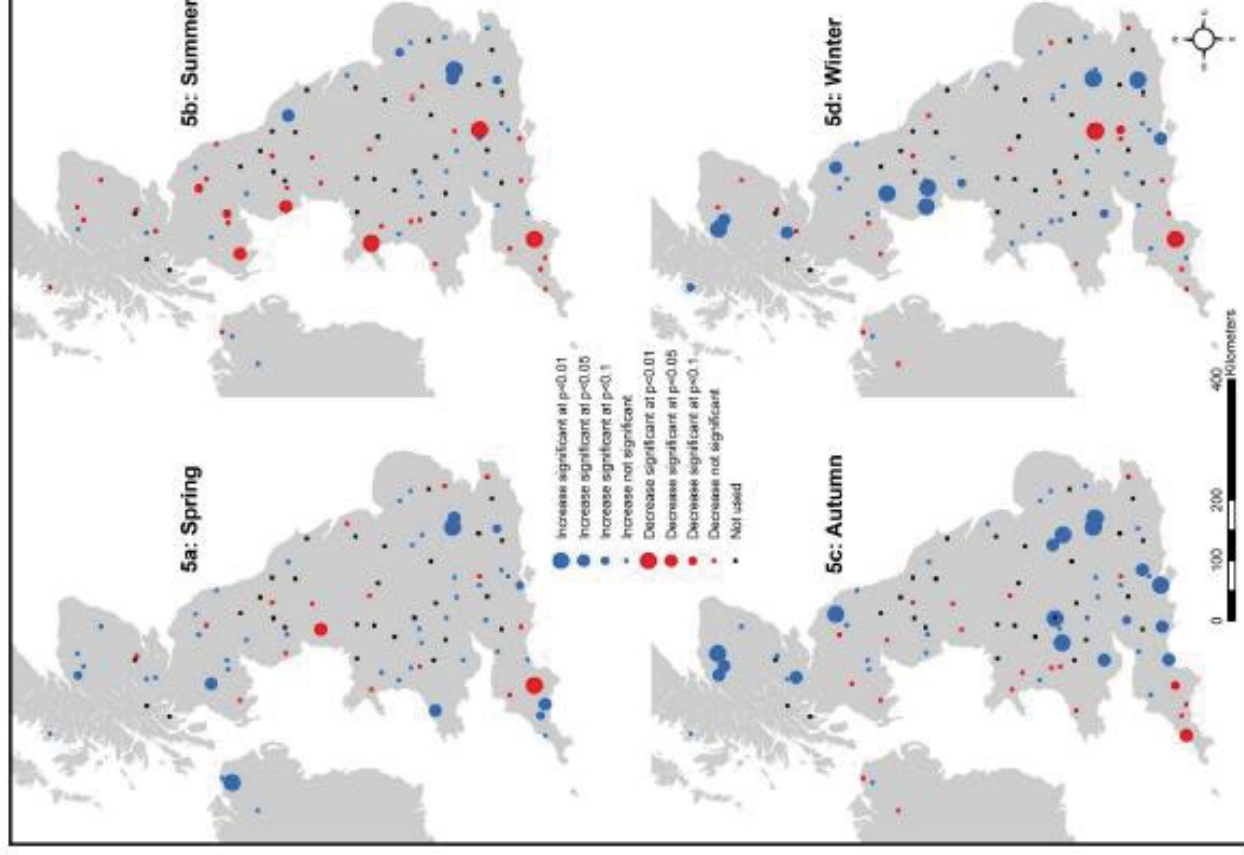 5a: Spring
5b: Summer
Increase significant at p<0.01
Increase significant at p<0.05
Increase significant at p<0.1
Increase not significant
Decrease significant at p<0.01
Decrease significant at p<0.05
Decrease significant at p<0.1
Decrease not significant
Not used
5c: Autumn
5d: Winter
0 100 200 400
Kilometers